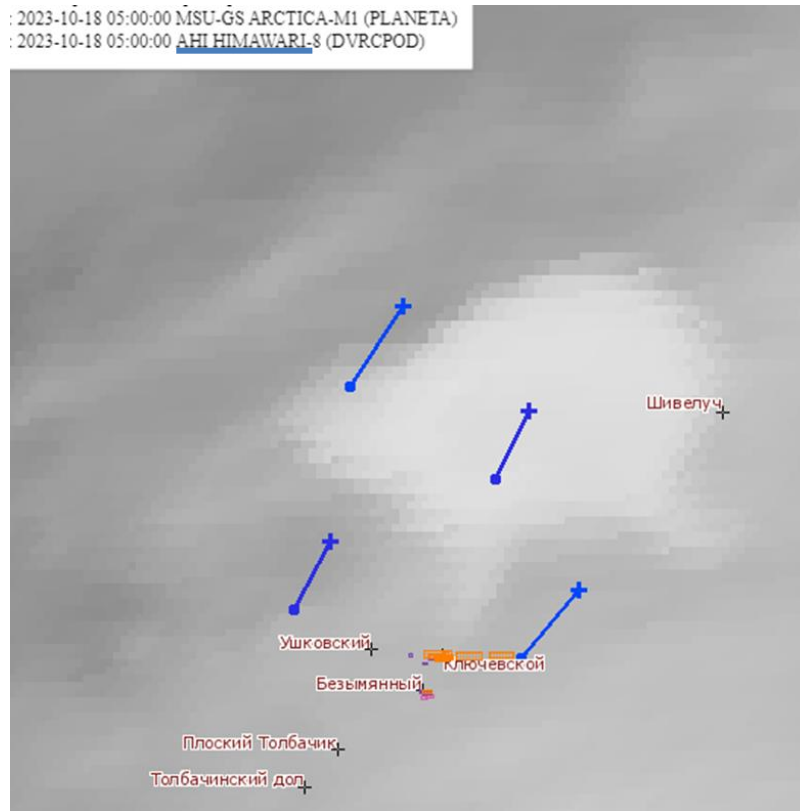 : 2023-10-18 05:00:00 MSU-GS ARCTICA-M1 (PLANETA)
: 2023-10-18 05:00:00 AHI HIMAWARI-8 (DVRCPOD)
Шивелуч
Ушковский
Ключевской
Безымянный
Плоский Толбачик
Толбачинский дол